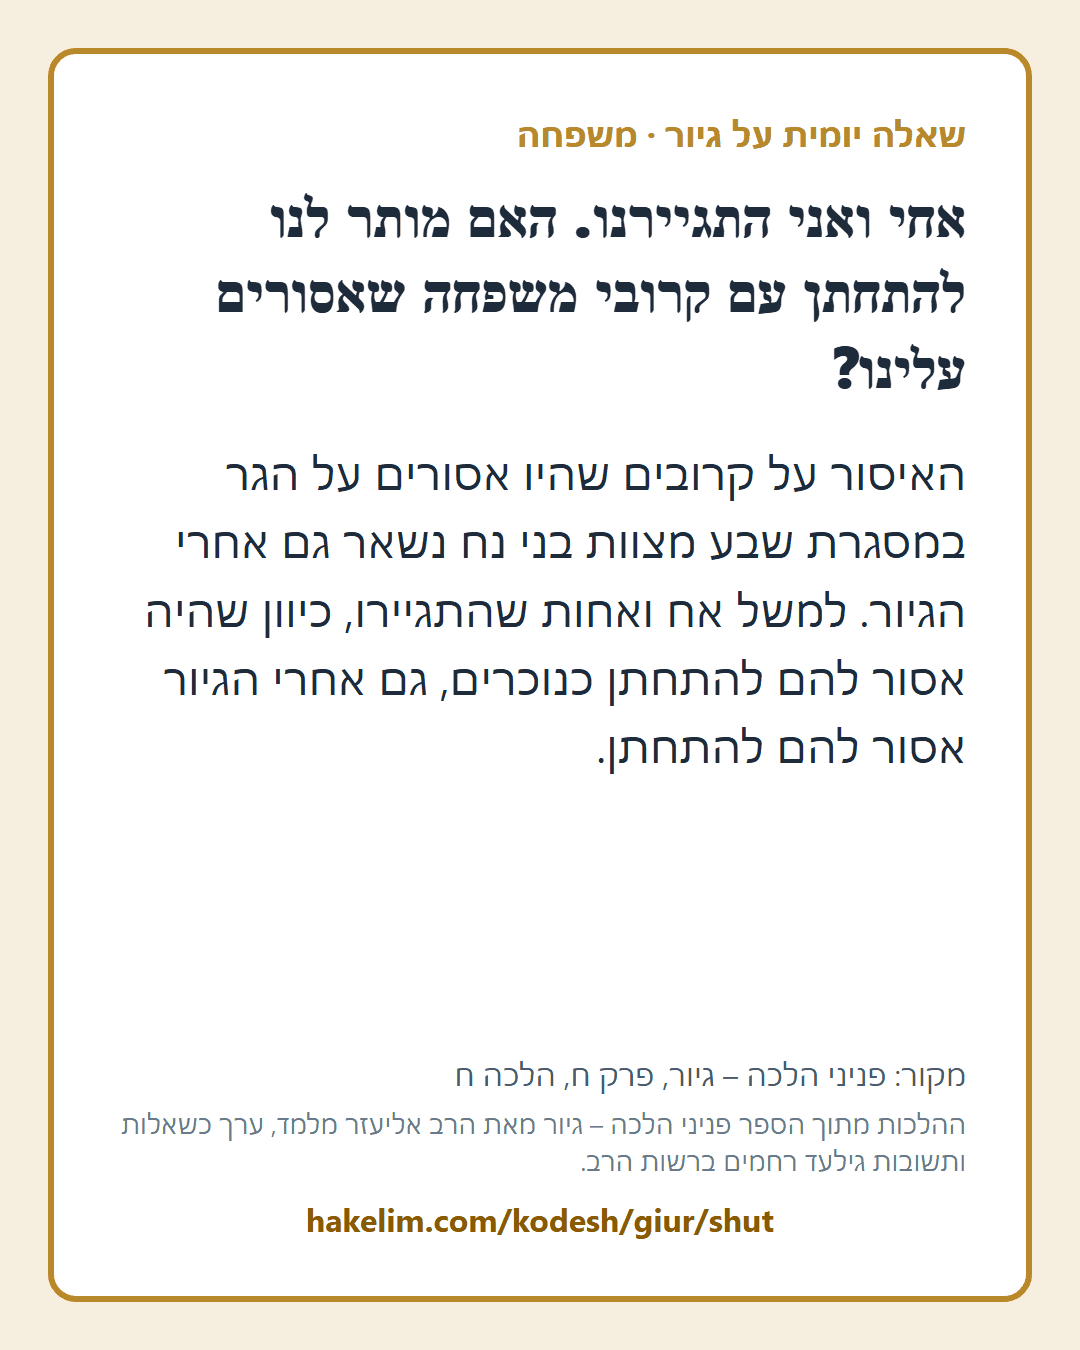 שאלה יומית על גיור · משפחה
אחי ואני התגיירנו. האם מותר לנו
להתחתן עם קרובי משפחה שאסורים
עלינו?
האיסור על קרובים שהיו אסורים על הגר
במסגרת שבע מצוות בני נח נשאר גם אחרי
הגיור. למשל אח ואחות שהתגיירו, כיוון שהיה
אסור להם להתחתן כנוכרים, גם אחרי הגיור
אסור להם להתחתן.
מקור: פניני הלכה – גיור, פרק ח, הלכה ח
ההלכות מתוך הספר פניני הלכה – גיור מאת הרב אליעזר מלמד, ערך כשאלות
ותשובות גילעד רחמים ברשות הרב.
hakelim.com/kodesh/giur/shut